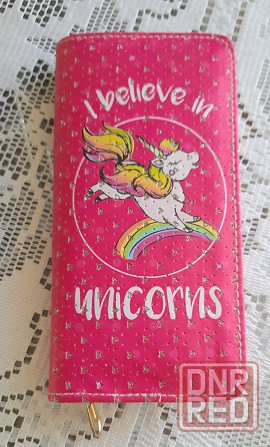 I believe in
unicorns
DNR
RED